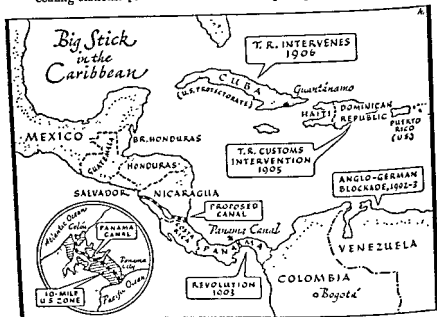 A.
Big Stick
in the
Caribbean
T. R. INTERVENES
1906
CUBA
(U.S. PROTECTORATE)
Guantánamo
HAITI
DOMINICAN
REPUBLIC
PUERTO
RICO
(US)
T. R. CUSTOMS
INTERVENTION
1905
MEXICO
BR. HONDURAS
GUATEMALA
HONDURAS
ANGLO-GERMAN
BLOCKADE, 1902-3
SALVADOR
NICARAGUA
PROPOSED
CANAL
COSTA
RICA
Panama Canal
PANAMA
VENEZUELA
REVOLUTION
1903
COLOMBIA
Bogotá
Atlantic Ocean
Colón
PANAMA
CANAL
Panama
City
10-MILE
U.S. ZONE
Pacific Ocean